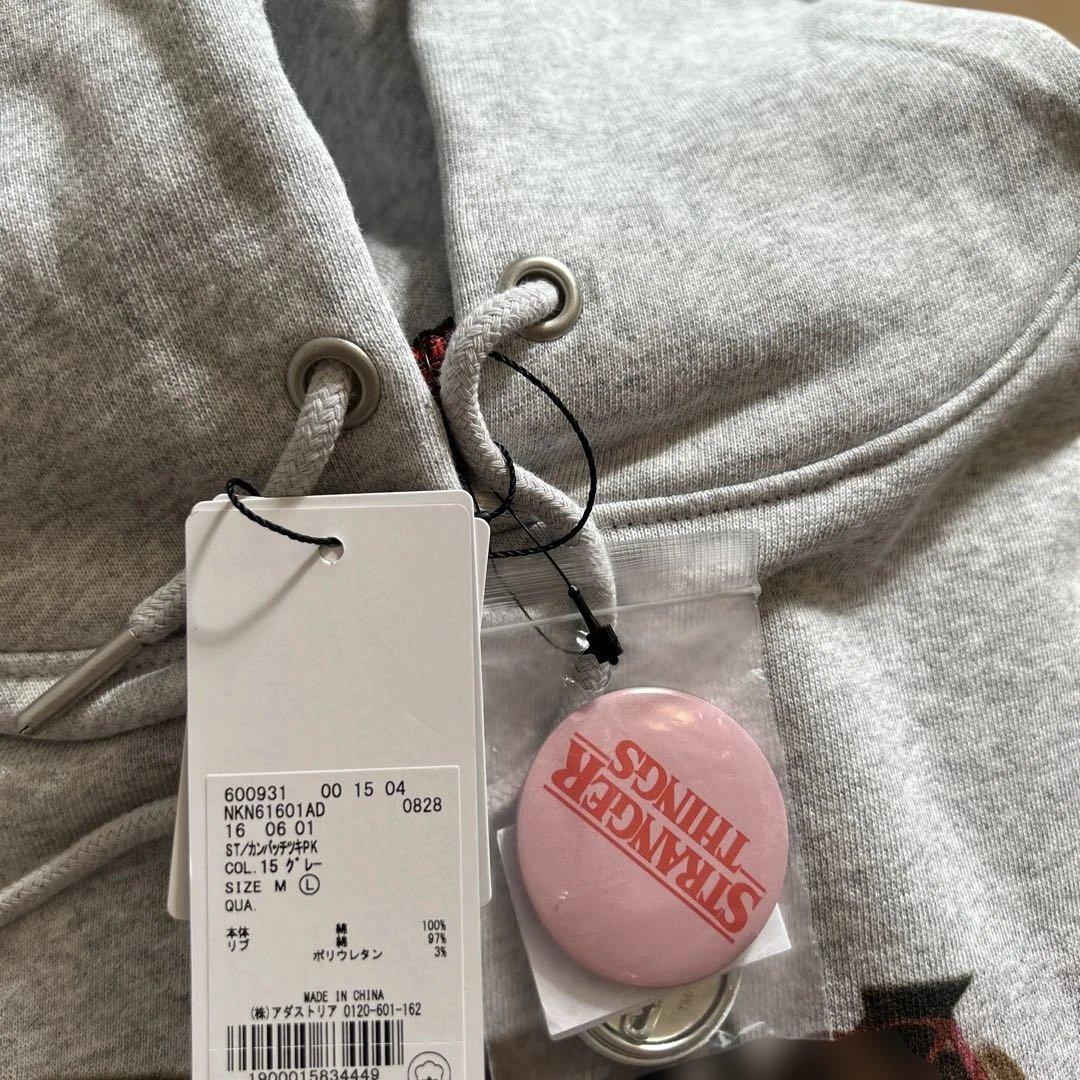 600931 00 15 04
NKN61601AD 0828
16 06 01
ST/カンバッチツキPK
COL.15 グレー
SIZE M Ⓛ
QUA.
本体 綿 100%
リブ 綿 97%
ポリウレタン 3%
MADE IN CHINA
(株)アダストリア 0120-601-162
1900015834449
STRANGER
THINGS
TM